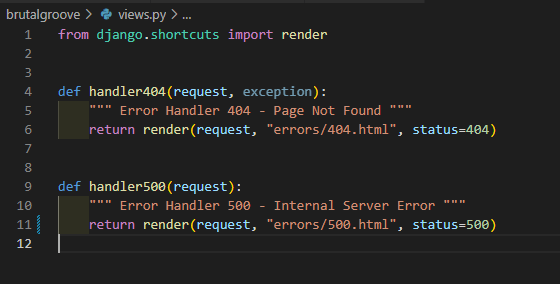 brutalgroove > views.py > ...
1 from django.shortcuts import render
2
3
4 def handler404(request, exception):
5     """ Error Handler 404 - Page Not Found """
6     return render(request, "errors/404.html", status=404)
7
8
9 def handler500(request):
10     """ Error Handler 500 - Internal Server Error """
11     return render(request, "errors/500.html", status=500)
12